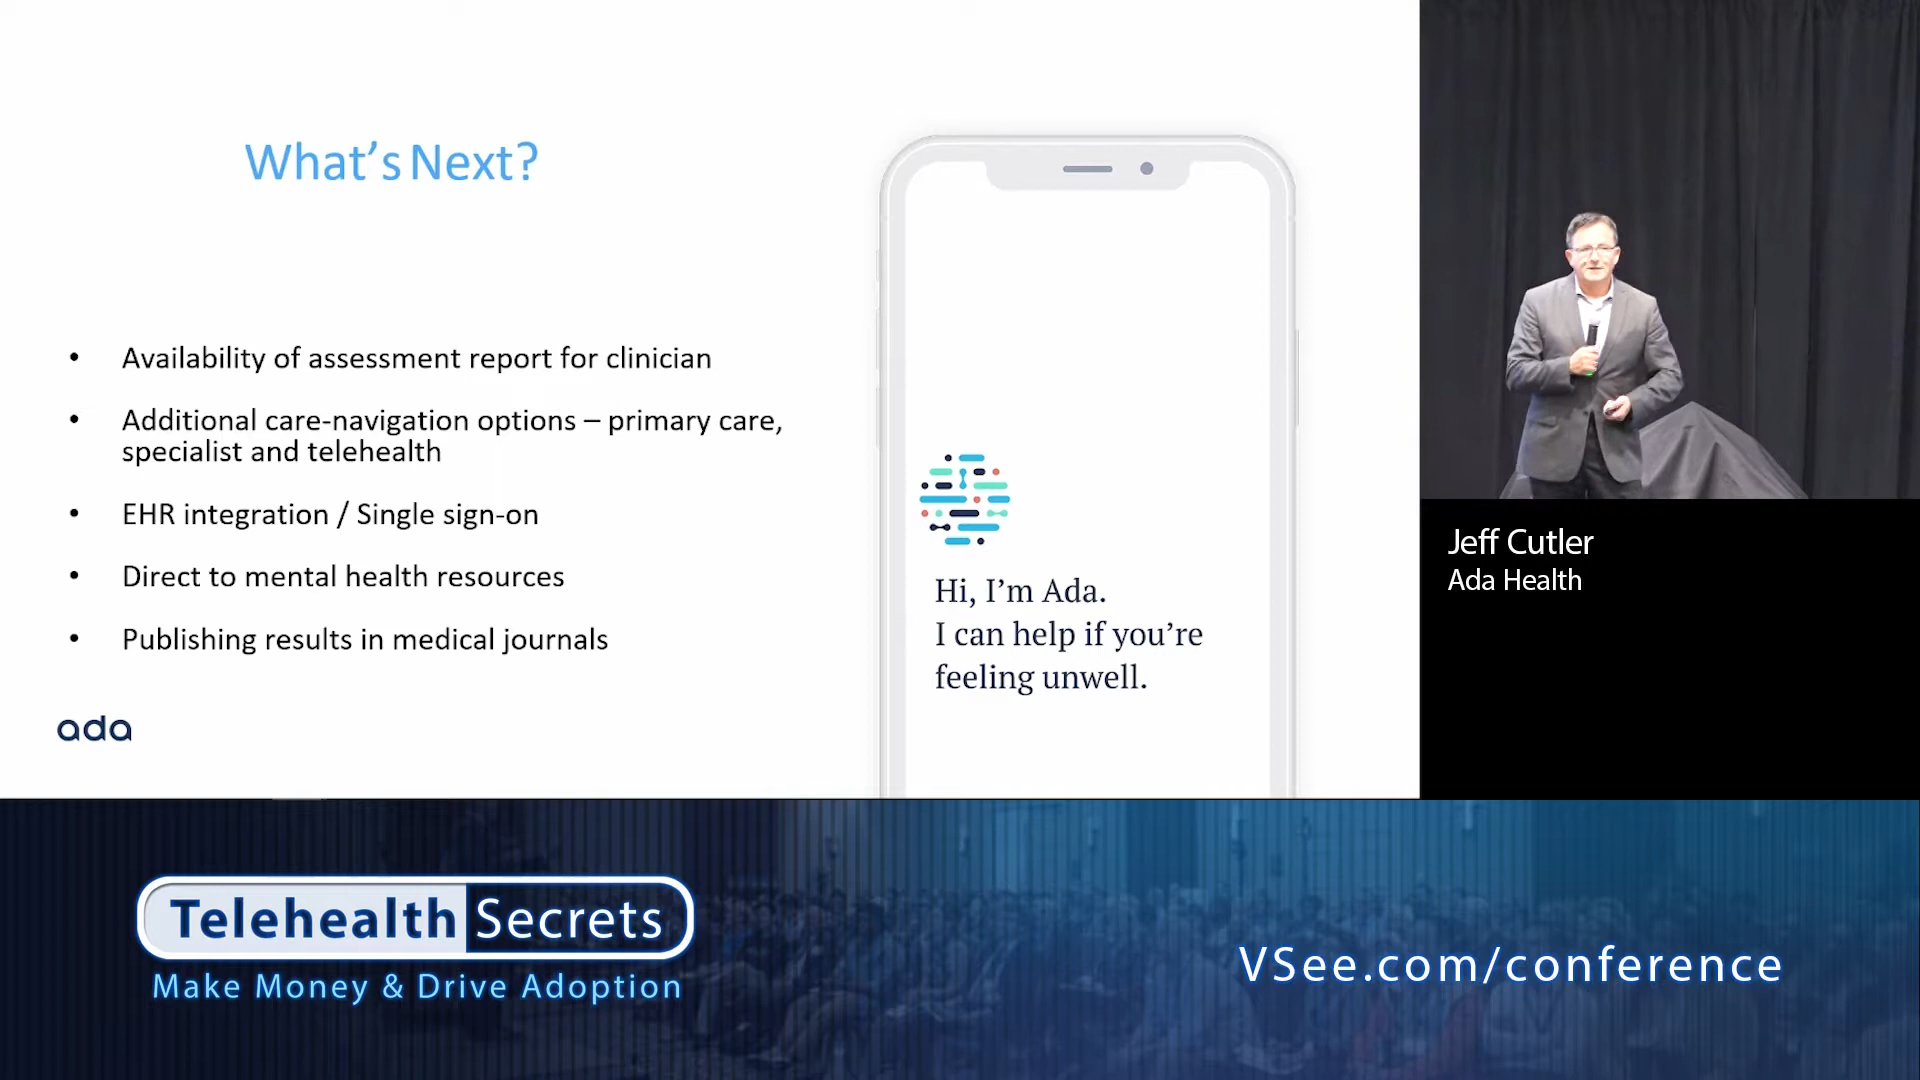 What's Next?
• Availability of assessment report for clinician
• Additional care-navigation options – primary care,
specialist and telehealth
• EHR integration / Single sign-on
• Direct to mental health resources
• Publishing results in medical journals
ada
Hi, I'm Ada.
I can help if you're
feeling unwell.
Jeff Cutler
Ada Health
Telehealth Secrets
Make Money & Drive Adoption
VSee.com/conference